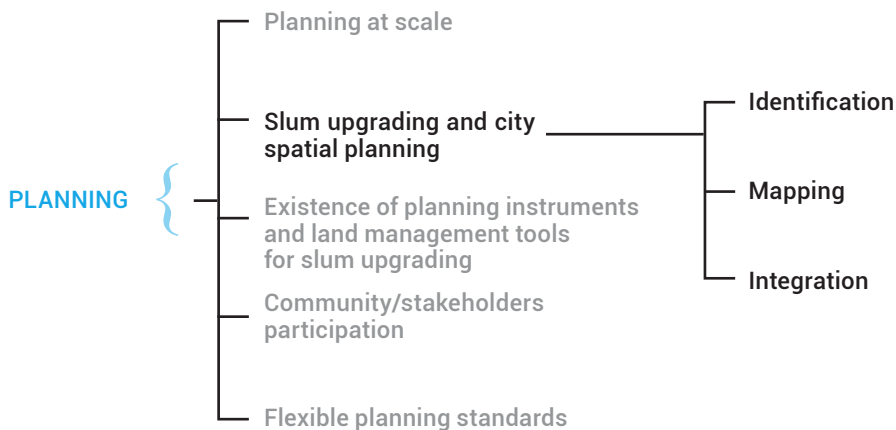 PLANNING
Planning at scale
Slum upgrading and city
spatial planning
Existence of planning instruments
and land management tools
for slum upgrading
Community/stakeholders
participation
Flexible planning standards
Identification
Mapping
Integration